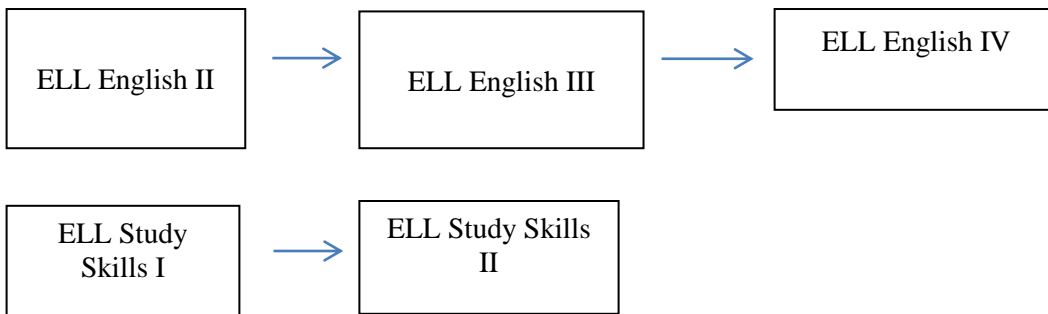 ELL English II
ELL English III
ELL English IV
ELL Study
Skills I
ELL Study Skills
II